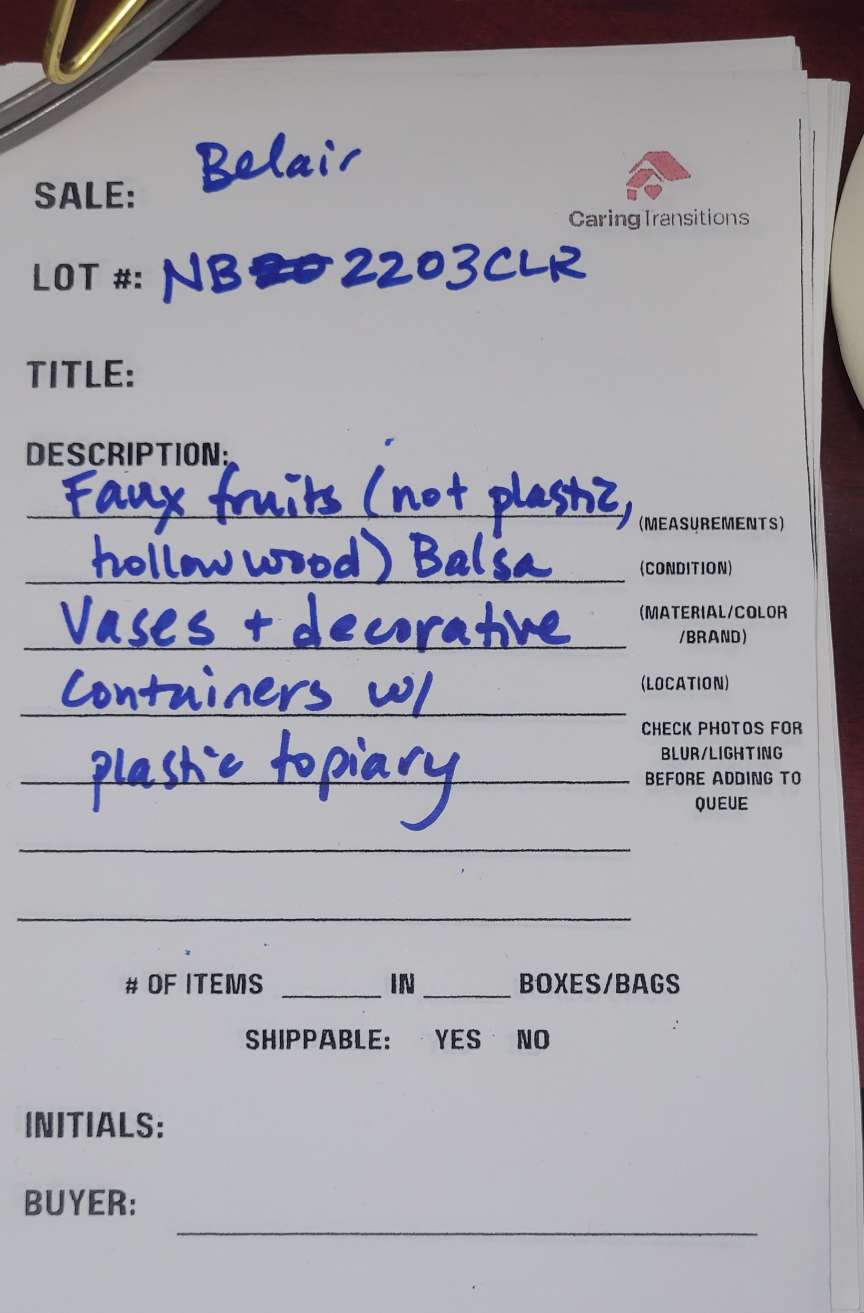 SALE: Belair
CaringTransitions
LOT #: NB 2203CLR
TITLE:
DESCRIPTION:
Faux fruits (not plastic,
(MEASUREMENTS)
hollow wood) Balsa
(CONDITION)
Vases + decorative
(MATERIAL/COLOR
/BRAND)
Containers w/
(LOCATION)
plastic topiary
CHECK PHOTOS FOR
BLUR/LIGHTING
BEFORE ADDING TO
QUEUE
# OF ITEMS ______ IN ______ BOXES/BAGS
SHIPPABLE: YES NO
INITIALS:
BUYER: